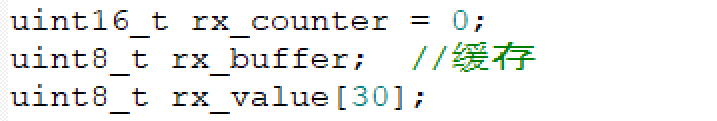 uint16_t rx_counter = 0;
uint8_t rx_buffer;  //缓存
uint8_t rx_value[30];